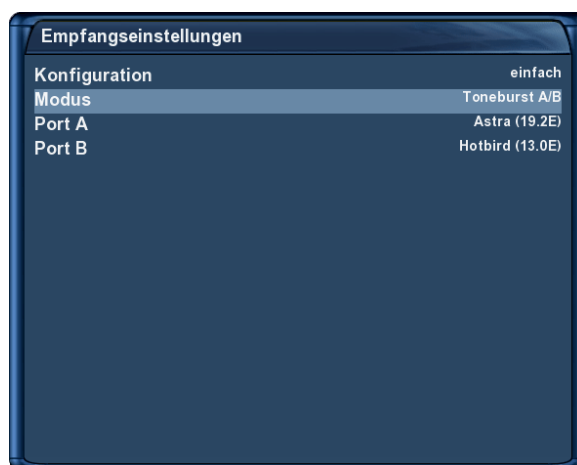 Empfangseinstellungen
Konfiguration einfach
Modus Toneburst A/B
Port A Astra (19.2E)
Port B Hotbird (13.0E)